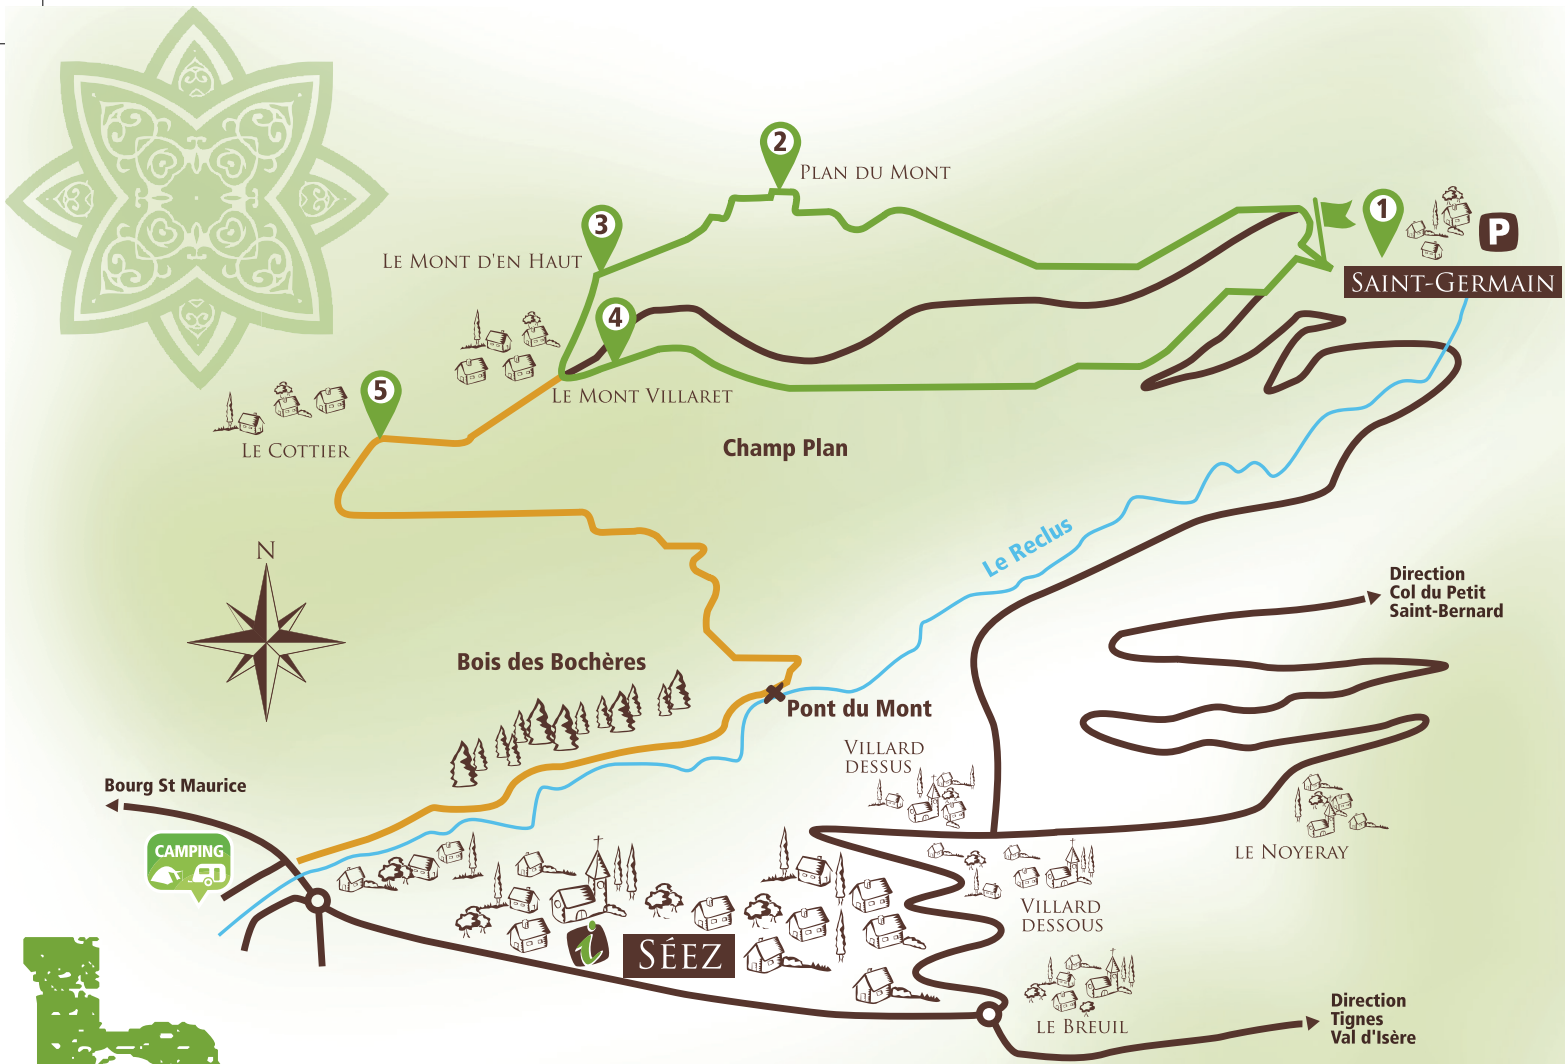 2
PLAN DU MONT
1
P
3
LE MONT D'EN HAUT
SAINT-GERMAIN
4
5
LE MONT VILLARET
LE COTTIER
Champ Plan
Le Reclus
N
Direction
Col du Petit
Saint-Bernard
Bois des Bochères
Pont du Mont
VILLARD
DESSUS
Bourg St Maurice
CAMPING
LE NOYERAY
VILLARD
DESSOUS
i
SÉEZ
LE BREUIL
Direction
Tignes
Val d'Isère